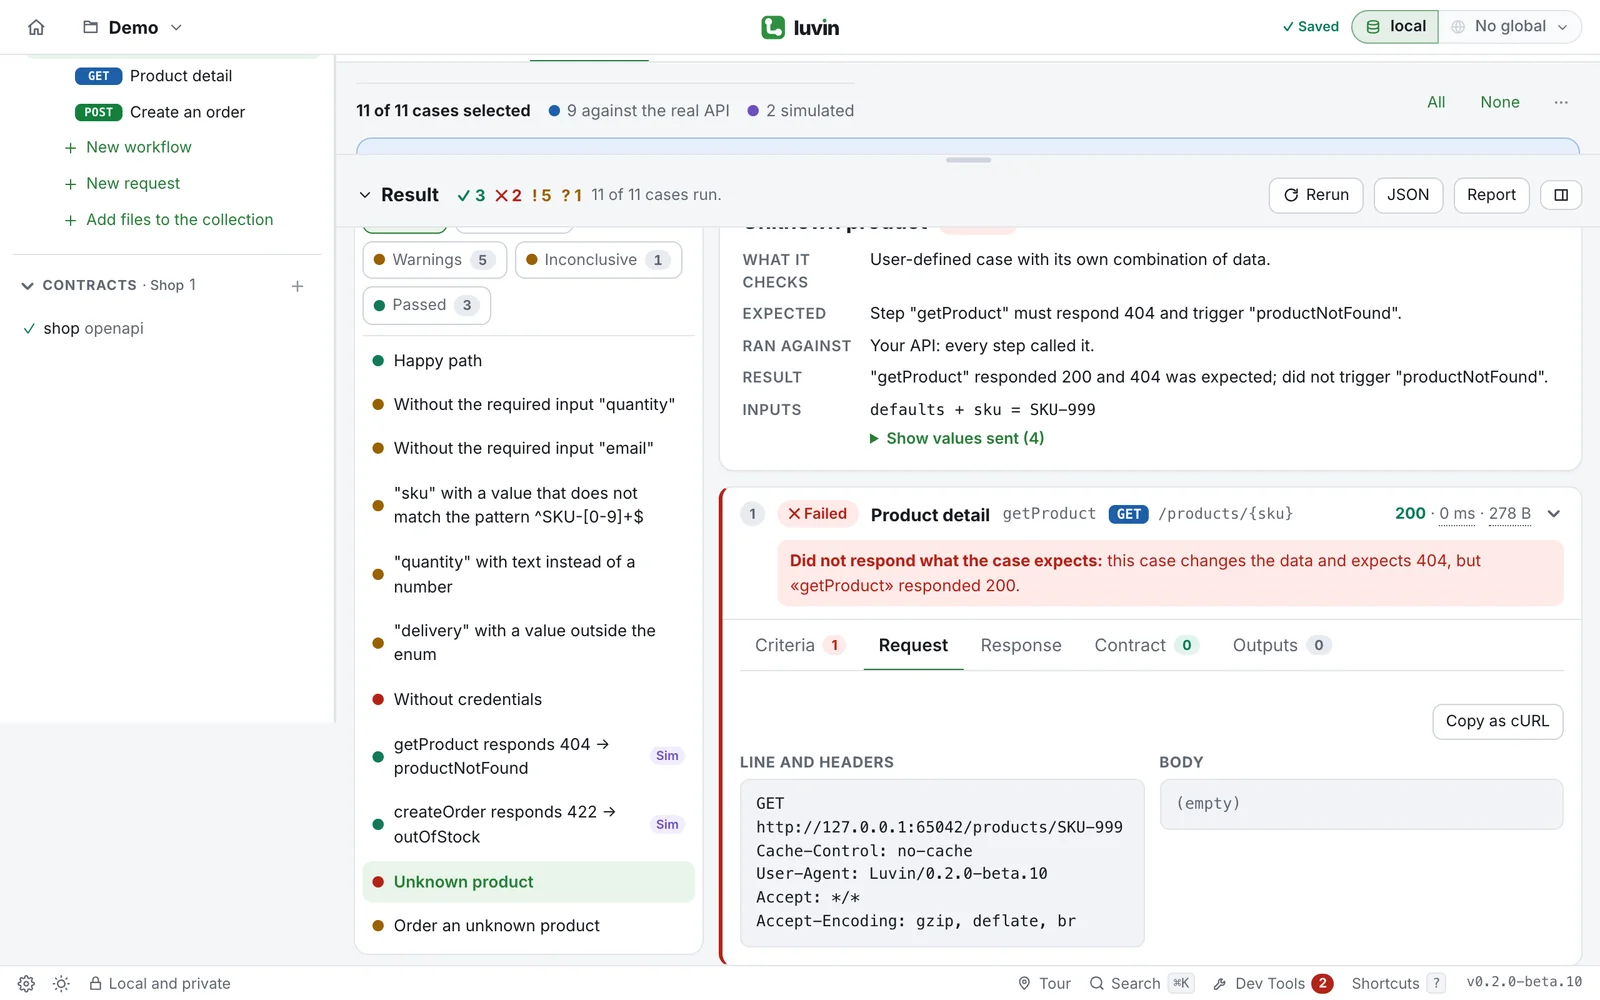 Demo
luvin
Saved
local
No global
GET Product detail
POST Create an order
+ New workflow
+ New request
+ Add files to the collection
CONTRACTS · Shop 1 +
shop openapi
11 of 11 cases selected 9 against the real API 2 simulated
All None ...
Result 3 2 ! 5 ? 1 11 of 11 cases run.
Rerun JSON Report
Warnings 5 Inconclusive 1
Passed 3
Happy path
Without the required input "quantity"
Without the required input "email"
"sku" with a value that does not
match the pattern ^SKU-[0-9]+$
"quantity" with text instead of a
number
"delivery" with a value outside the
enum
Without credentials
getProduct responds 404 →
productNotFound
Sim
createOrder responds 422 →
outOfStock
Sim
Unknown product
Order an unknown product
Unknown product
WHAT IT
CHECKS
User-defined case with its own combination of data.
EXPECTED Step "getProduct" must respond 404 and trigger "productNotFound".
RAN AGAINST Your API: every step called it.
RESULT "getProduct" responded 200 and 404 was expected; did not trigger "productNotFound".
INPUTS defaults + sku = SKU-999
Show values sent (4)
1 Failed Product detail getProduct GET /products/{sku} 200 · 0 ms · 278 B
Did not respond what the case expects: this case changes the data and expects 404, but
«getProduct» responded 200.
Criteria 1 Request Response Contract 0 Outputs 0
Copy as cURL
LINE AND HEADERS
GET
http://127.0.0.1:65042/products/SKU-999
Cache-Control: no-cache
User-Agent: Luvin/0.2.0-beta.10
Accept: */*
Accept-Encoding: gzip, deflate, br
BODY
(empty)
Local and private
Tour Search ⌘K Dev Tools 2 Shortcuts ? v0.2.0-beta.10